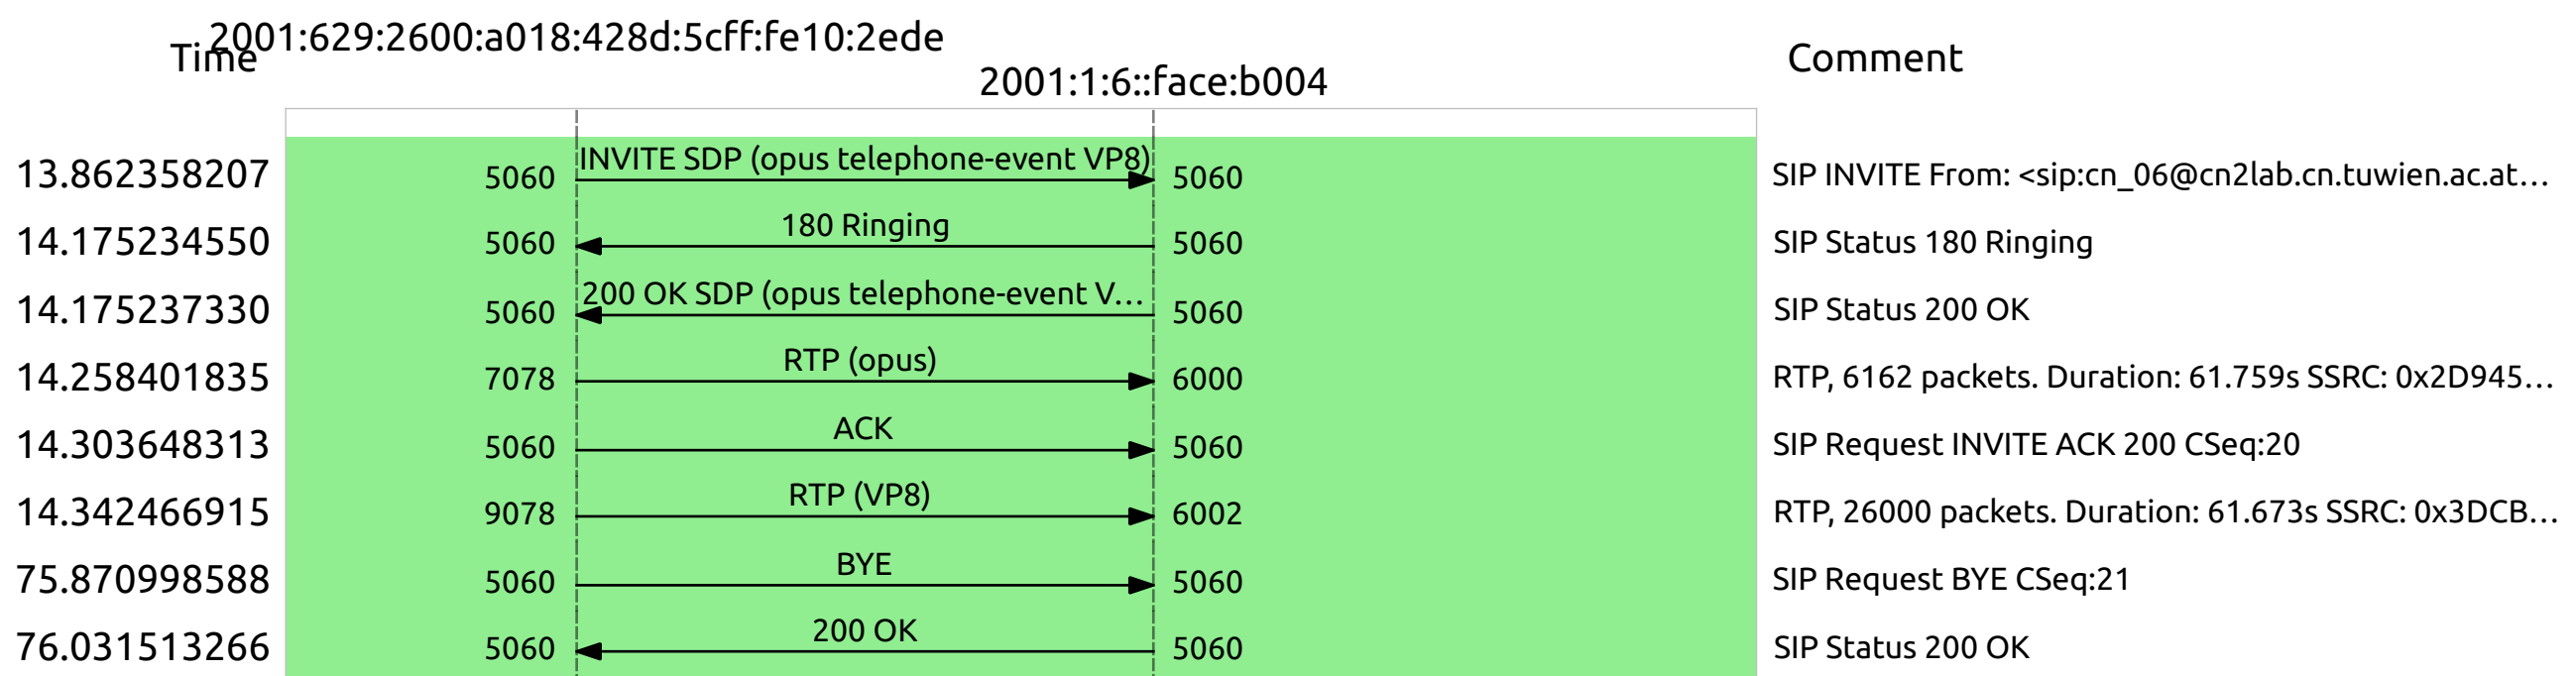 2001:629:2600:a018:428d:5cff:fe10:2ede
Time
2001:1:6::face:b004
Comment
13.862358207 5060 INVITE SDP (opus telephone-event VP8) 5060 SIP INVITE From: <sip:cn_06@cn2lab.cn.tuwien.ac.at…
14.175234550 5060 180 Ringing 5060 SIP Status 180 Ringing
14.175237330 5060 200 OK SDP (opus telephone-event V… 5060 SIP Status 200 OK
14.258401835 7078 RTP (opus) 6000 RTP, 6162 packets. Duration: 61.759s SSRC: 0x2D945…
14.303648313 5060 ACK 5060 SIP Request INVITE ACK 200 CSeq:20
14.342466915 9078 RTP (VP8) 6002 RTP, 26000 packets. Duration: 61.673s SSRC: 0x3DCB…
75.870998588 5060 BYE 5060 SIP Request BYE CSeq:21
76.031513266 5060 200 OK 5060 SIP Status 200 OK